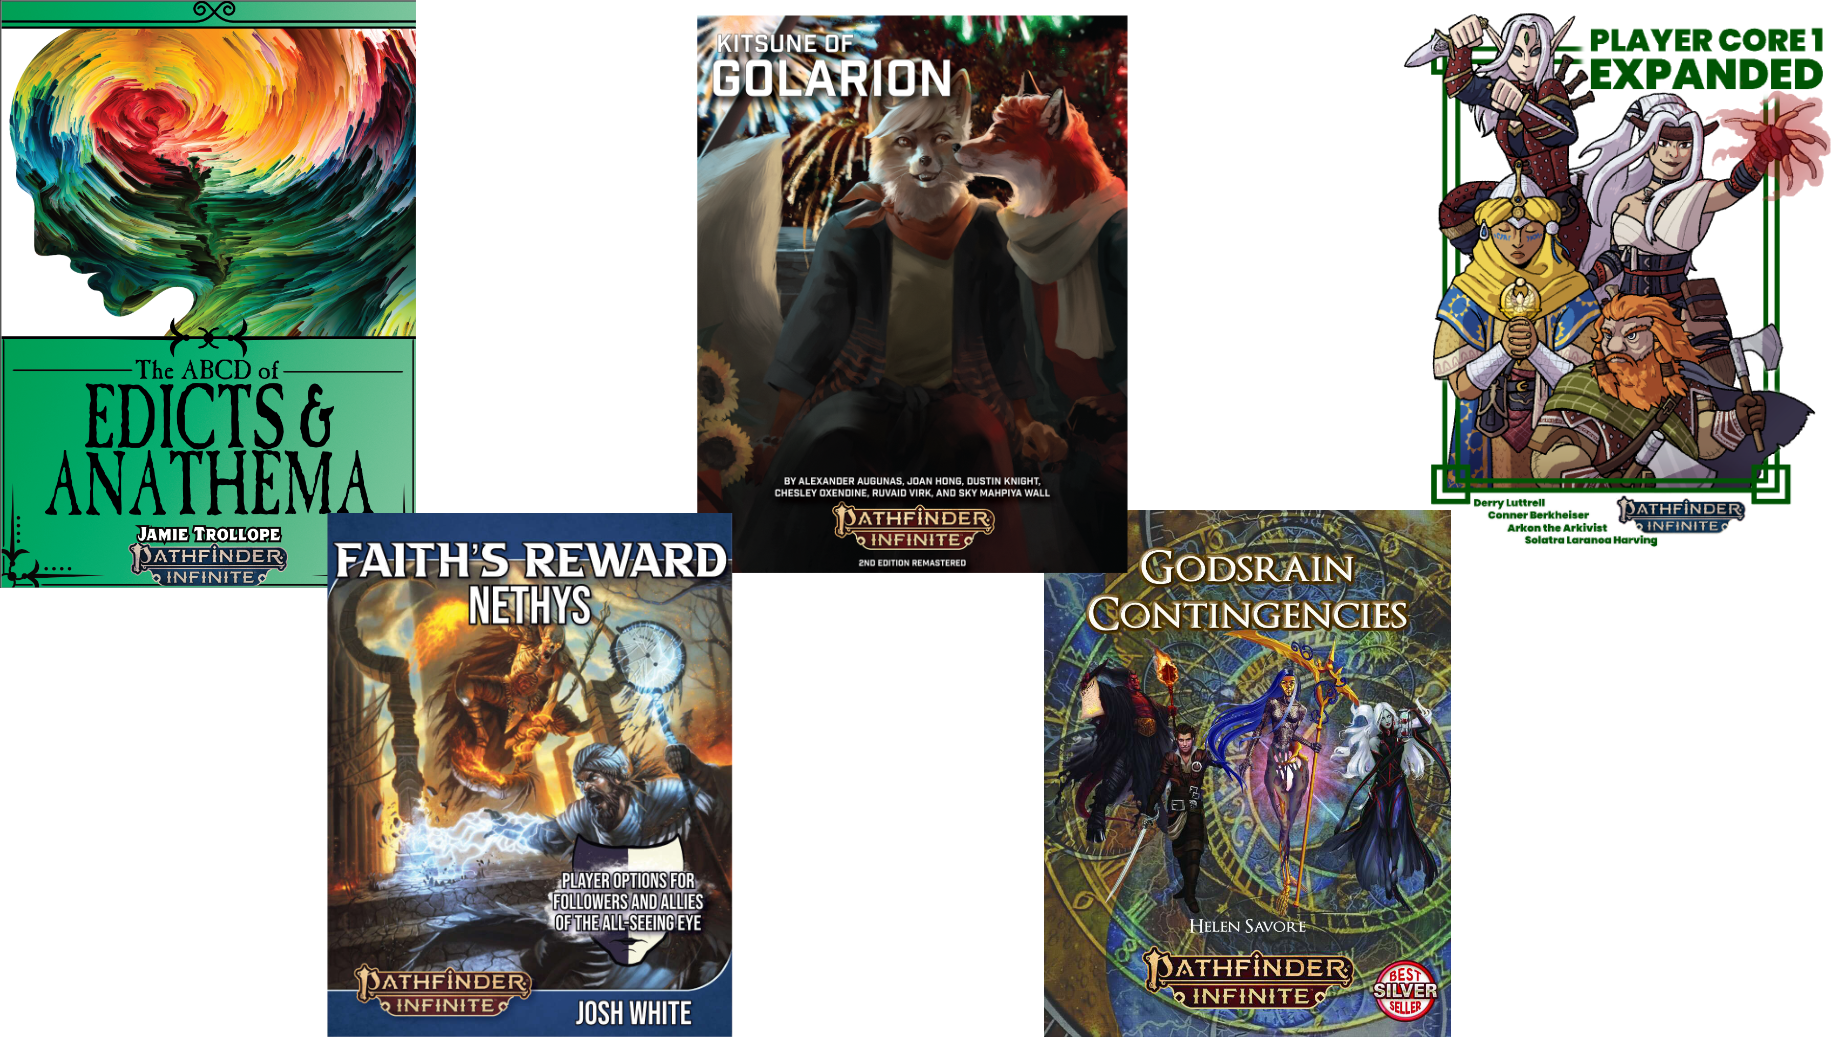 The ABCD of
EDICTS &
ANATHEMA
JAMIE TROLLOPE
PATHFINDER
INFINITE
KITSUNE OF
GOLARION
BY ALEXANDER AUGUNAS, JOAN HONG, DUSTIN KNIGHT,
CHESLEY OXENDINE, RUVAID VIRK, AND SKY MAHPIYA WALL
PATHFINDER
INFINITE
2ND EDITION REMASTERED
PLAYER CORE 1
EXPANDED
Derry Luttrell
Conner Berkheiser
Arkon the Arkivist
Solatra Laranoa Harving
PATHFINDER
INFINITE
FAITH'S REWARD
NETHYS
PLAYER OPTIONS FOR
FOLLOWERS AND ALLIES
OF THE ALL-SEEING EYE
PATHFINDER
INFINITE
JOSH WHITE
GODSRAIN
CONTINGENCIES
HELEN SAVORE
PATHFINDER
INFINITE
BEST
SILVER
SELLER